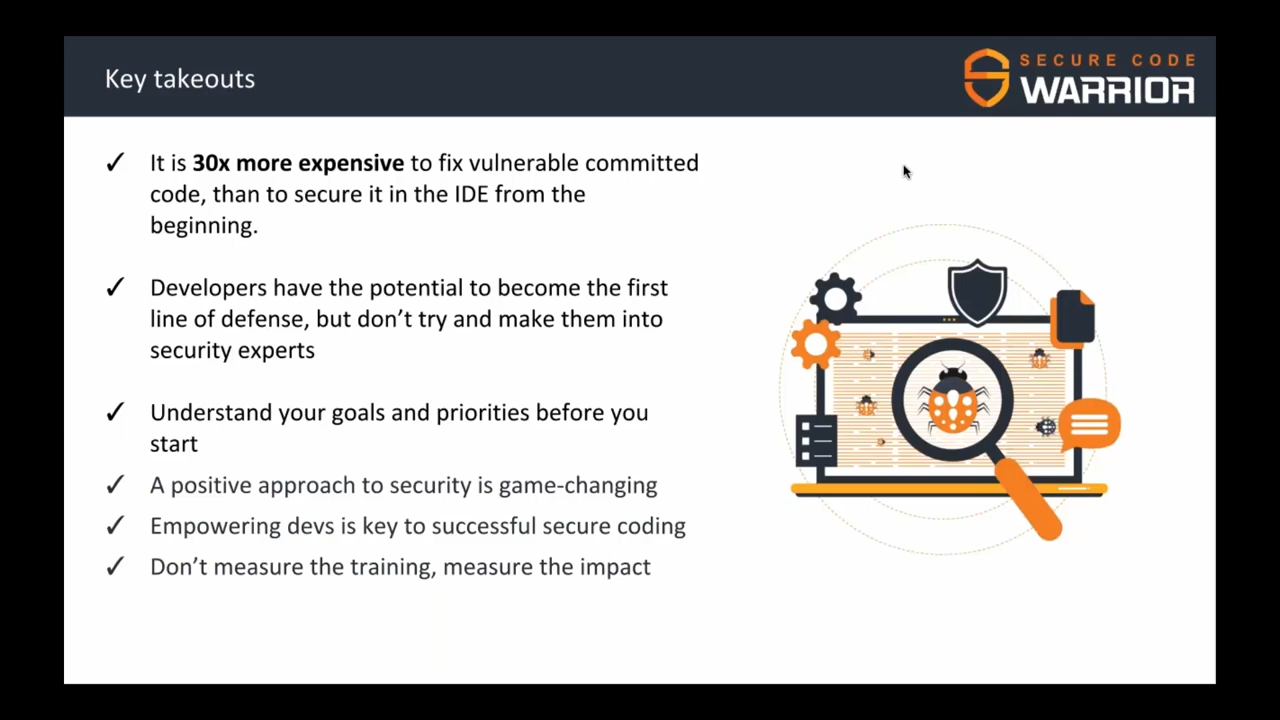 Key takeouts
SECURE CODE
WARRIOR
✓ It is 30x more expensive to fix vulnerable committed
code, than to secure it in the IDE from the
beginning.
✓ Developers have the potential to become the first
line of defense, but don’t try and make them into
security experts
✓ Understand your goals and priorities before you
start
✓ A positive approach to security is game-changing
✓ Empowering devs is key to successful secure coding
✓ Don’t measure the training, measure the impact